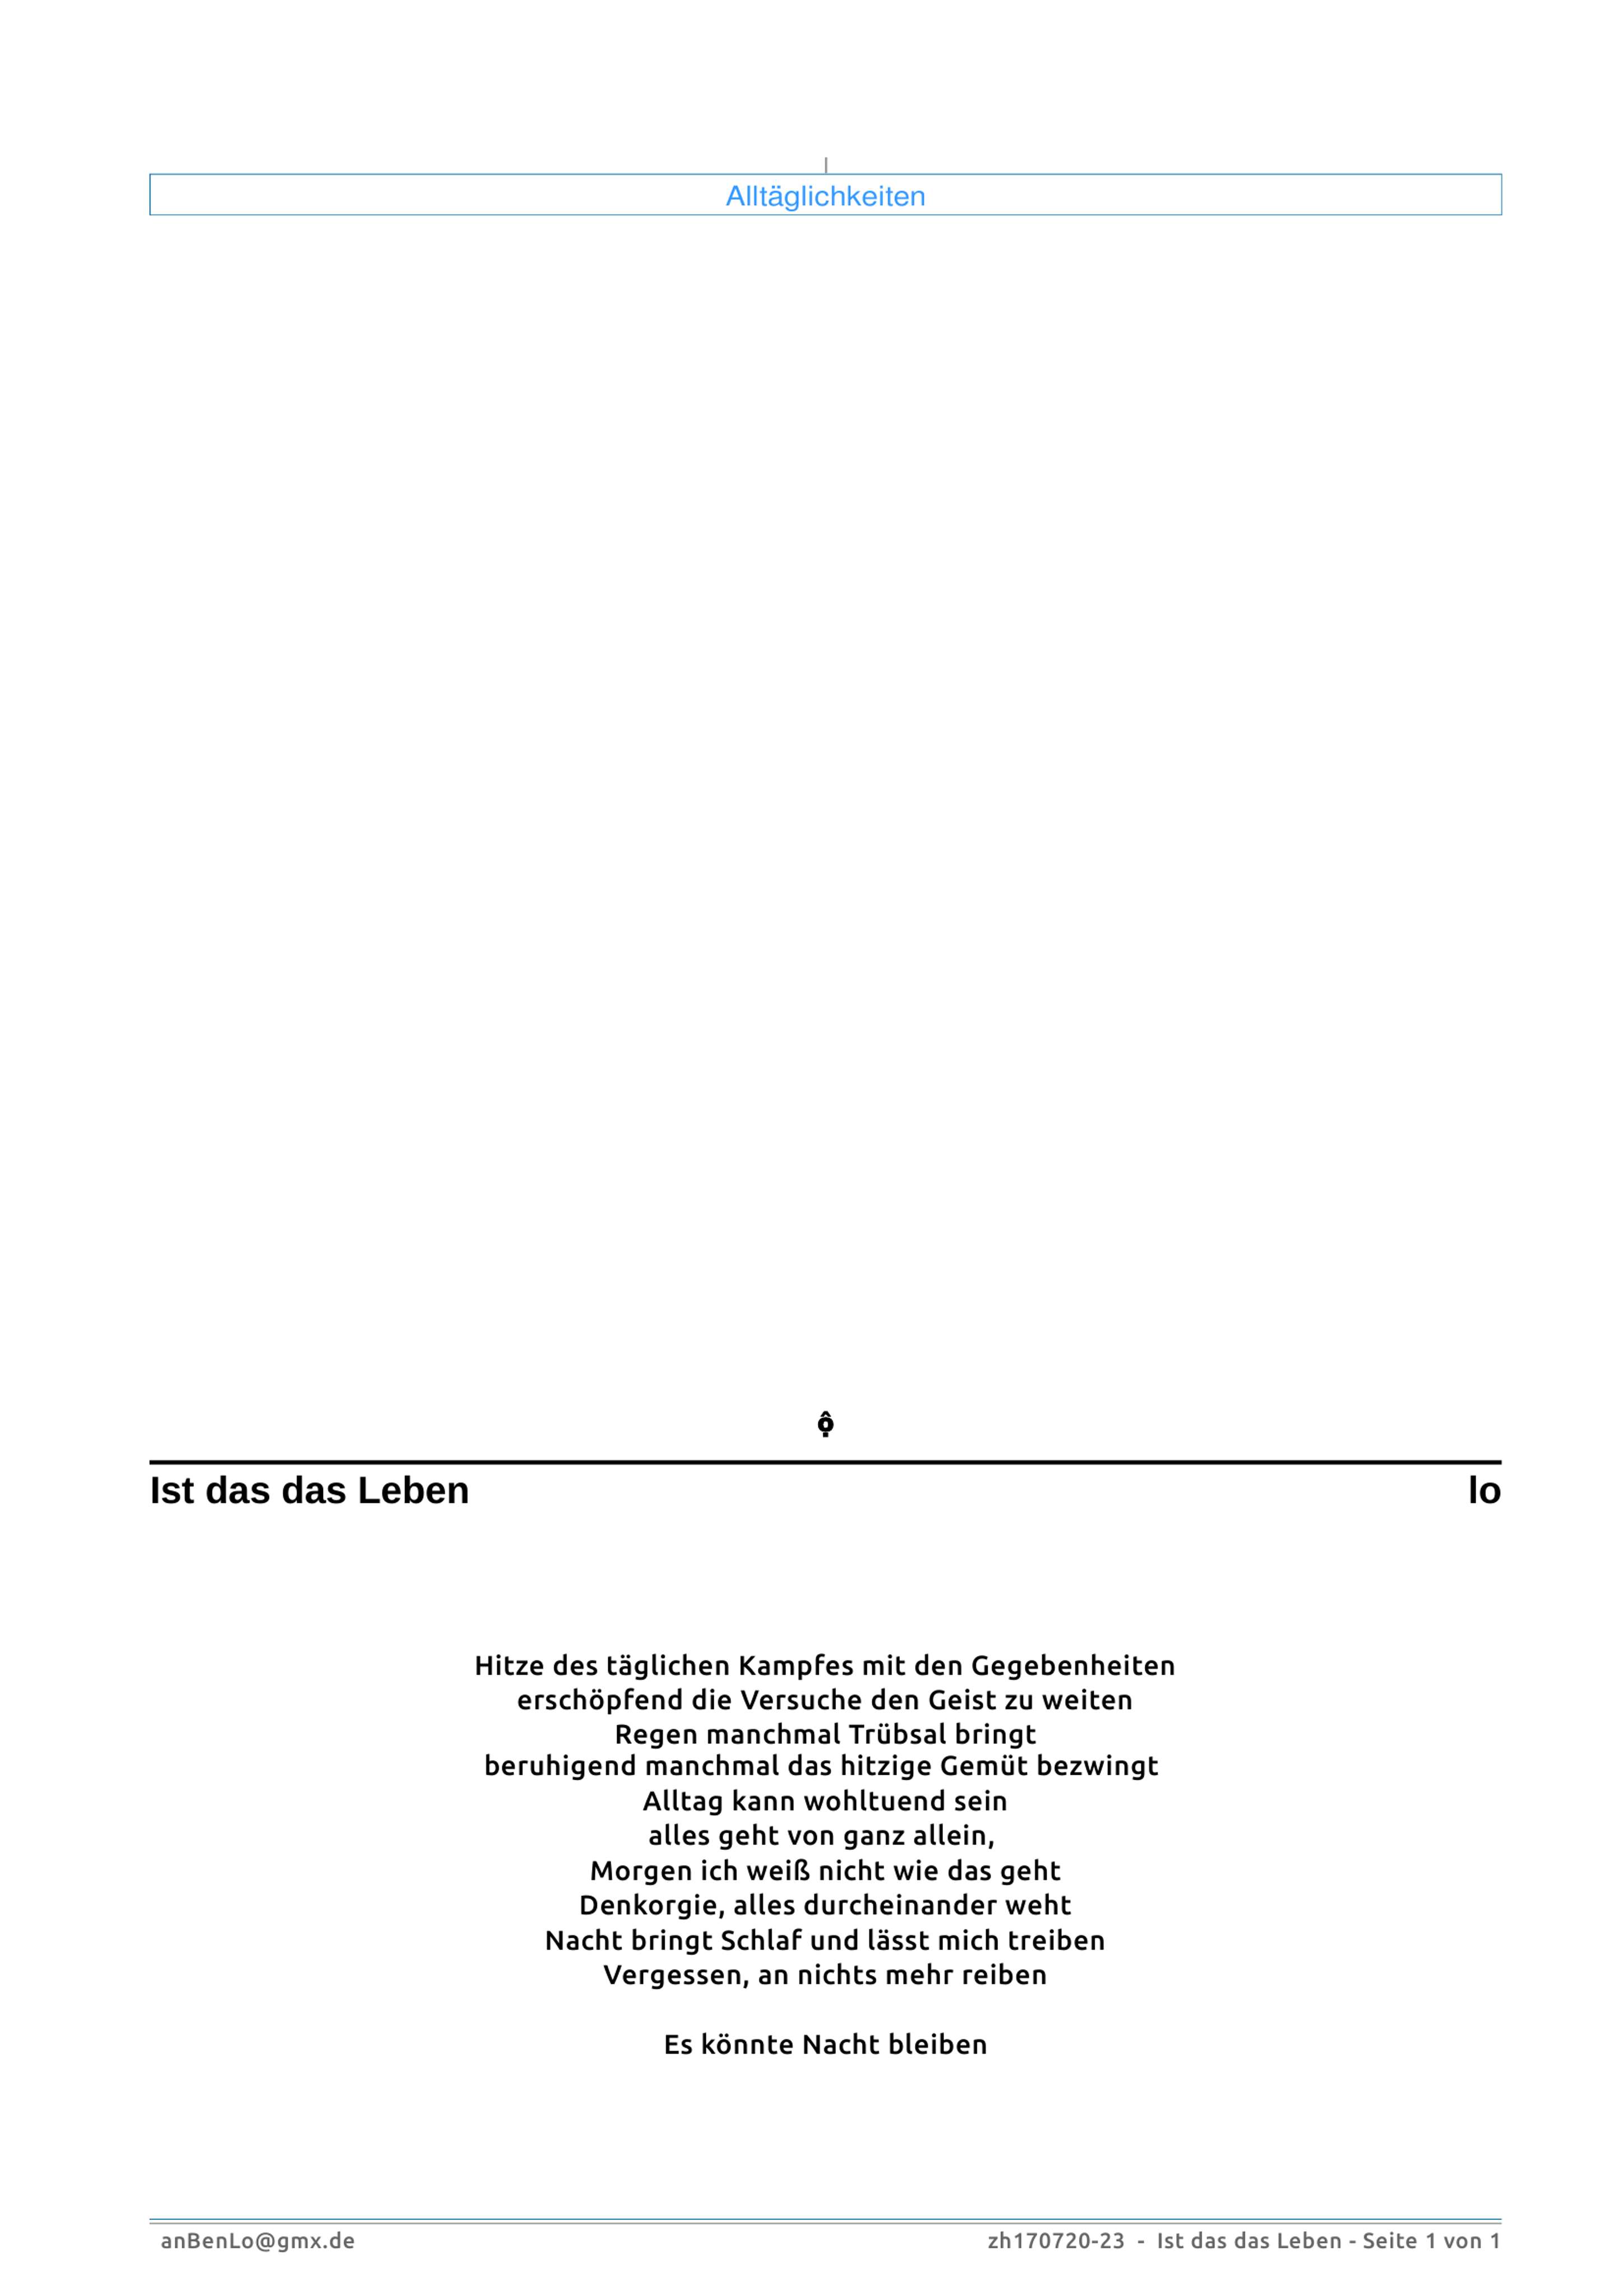 Alltäglichkeiten
ộ
Ist das das Leben lo
Hitze des täglichen Kampfes mit den Gegebenheiten
erschöpfend die Versuche den Geist zu weiten
Regen manchmal Trübsal bringt
beruhigend manchmal das hitzige Gemüt bezwingt
Alltag kann wohltuend sein
alles geht von ganz allein,
Morgen ich weiß nicht wie das geht
Denkorgie, alles durcheinander weht
Nacht bringt Schlaf und lässt mich treiben
Vergessen, an nichts mehr reiben
Es könnte Nacht bleiben
anBenLo@gmx.de zh170720-23 - Ist das das Leben - Seite 1 von 1